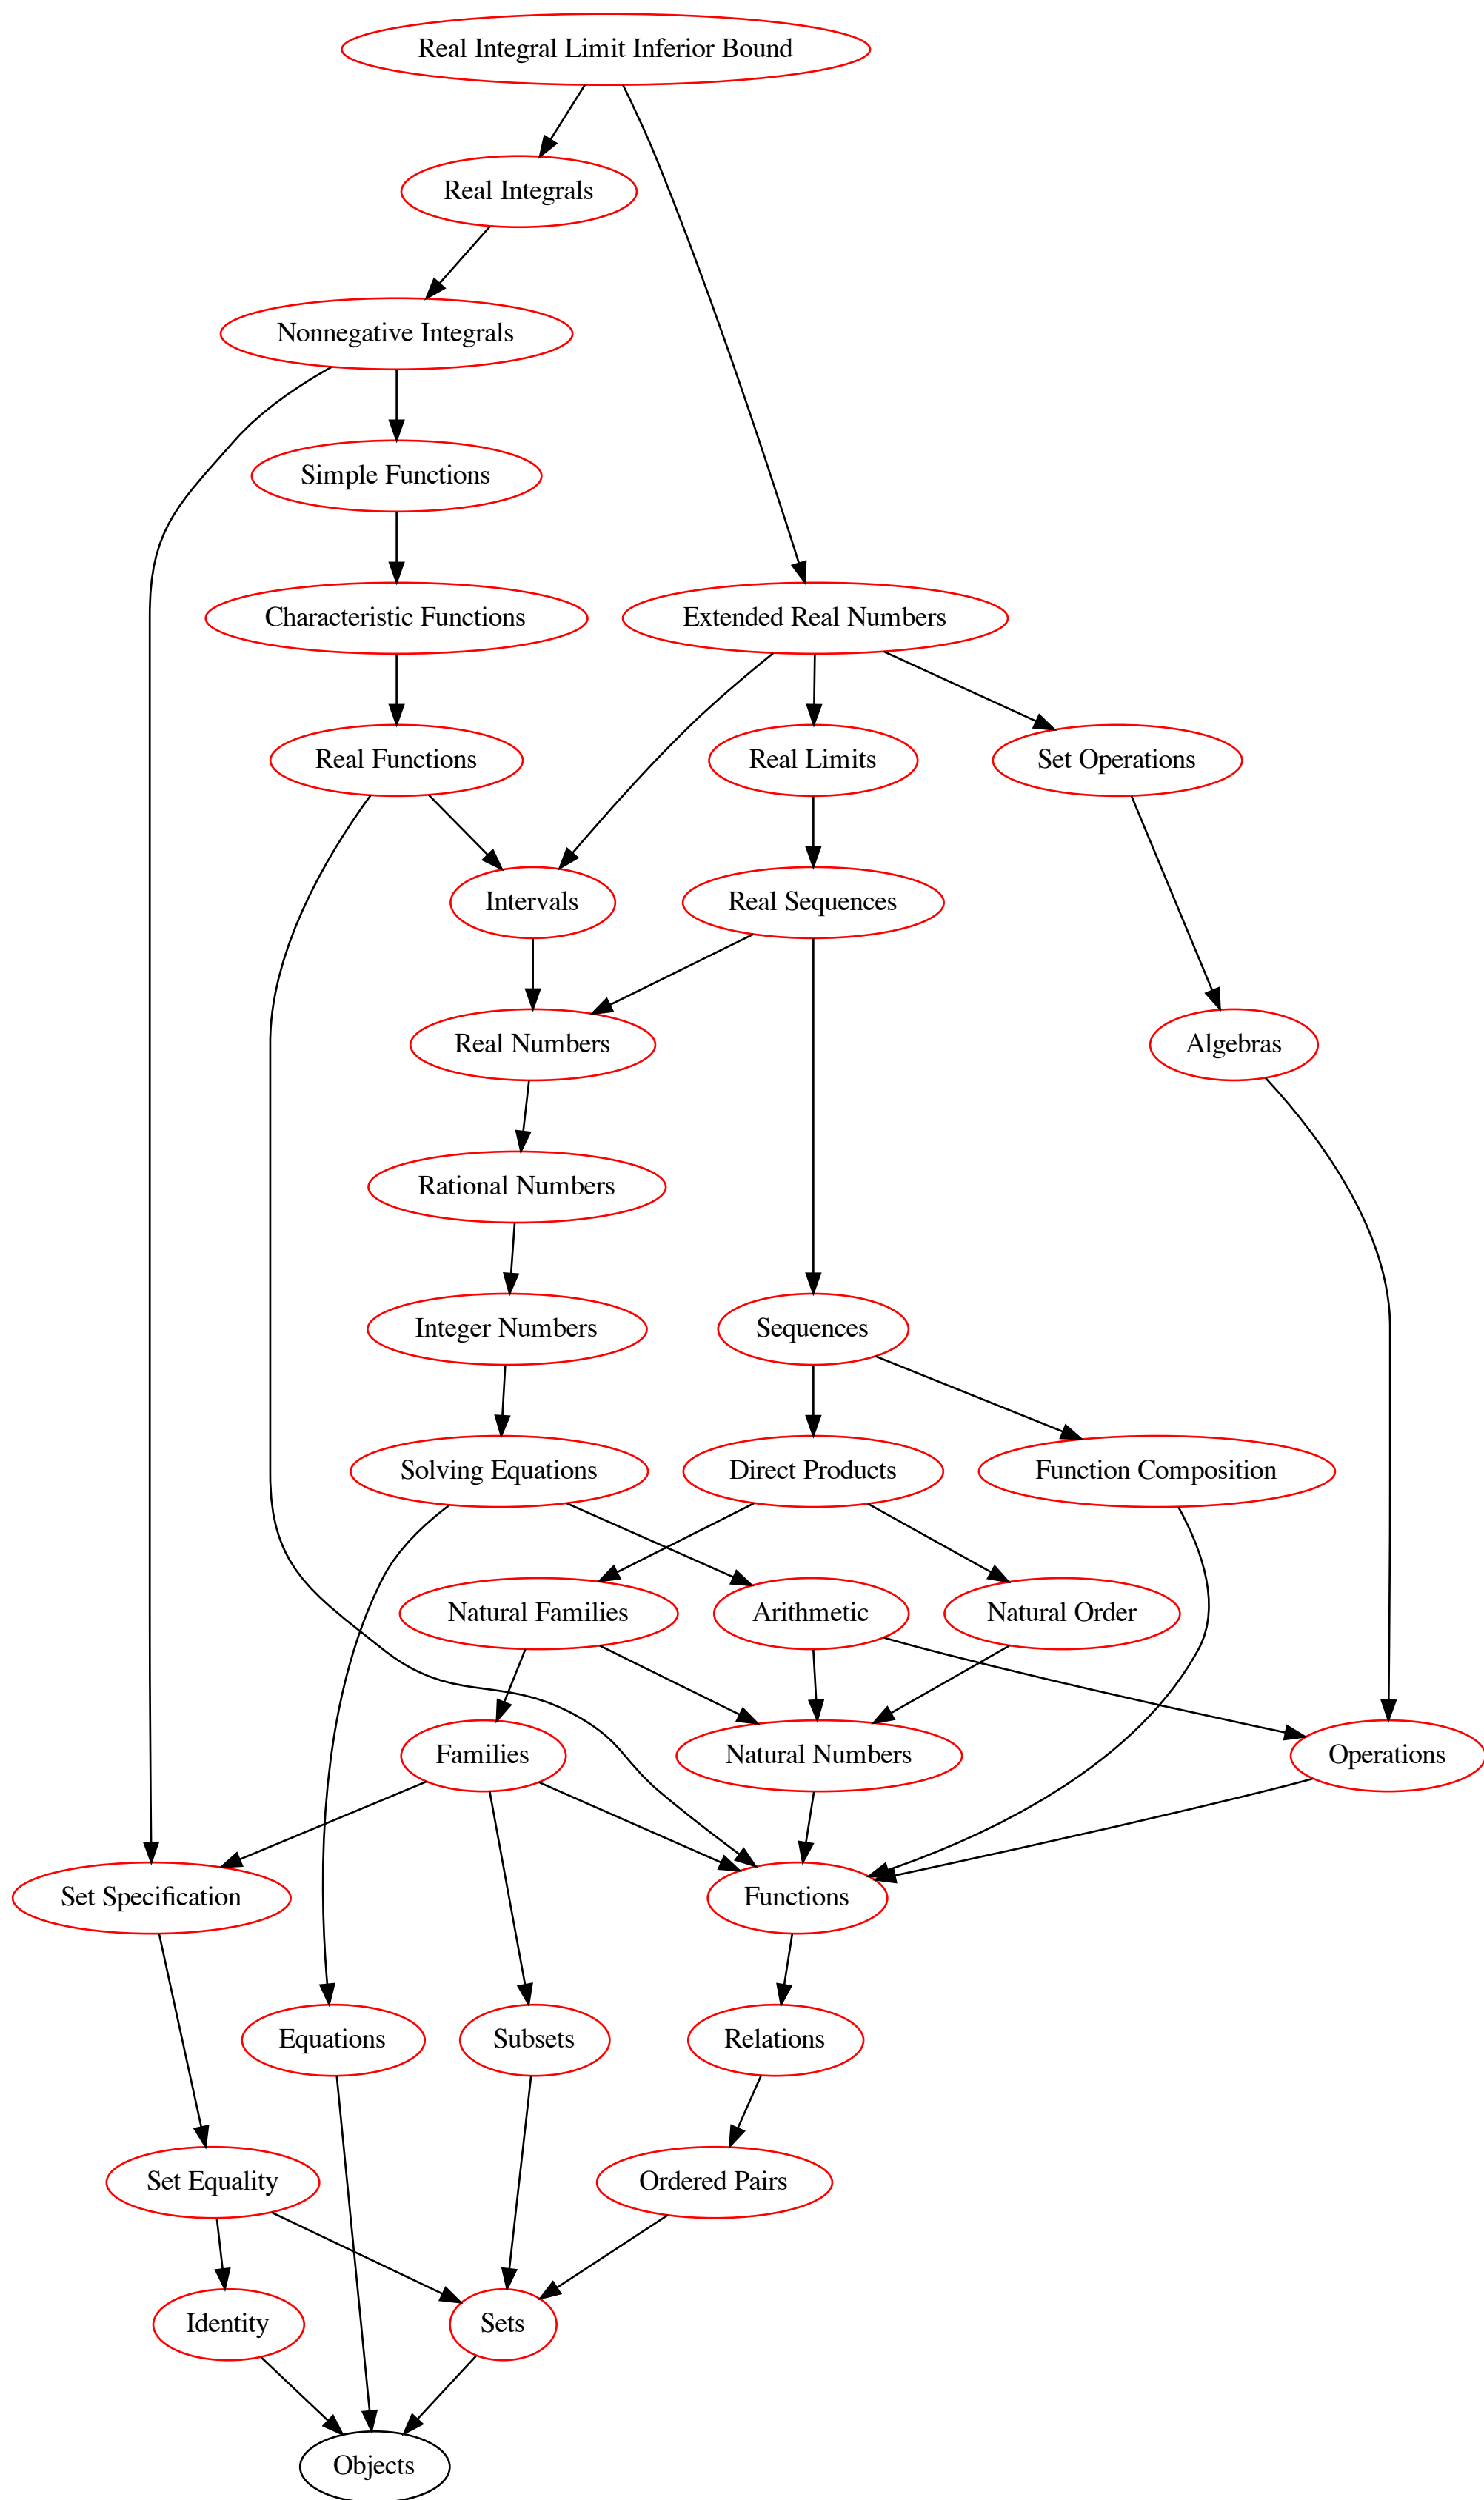 Real Integral Limit Inferior Bound
Real Integrals
Nonnegative Integrals
Simple Functions
Characteristic Functions
Extended Real Numbers
Real Functions
Real Limits
Set Operations
Intervals
Real Sequences
Real Numbers
Algebras
Rational Numbers
Integer Numbers
Sequences
Solving Equations
Direct Products
Function Composition
Natural Families
Arithmetic
Natural Order
Families
Natural Numbers
Operations
Set Specification
Functions
Equations
Subsets
Relations
Set Equality
Ordered Pairs
Identity
Sets
Objects